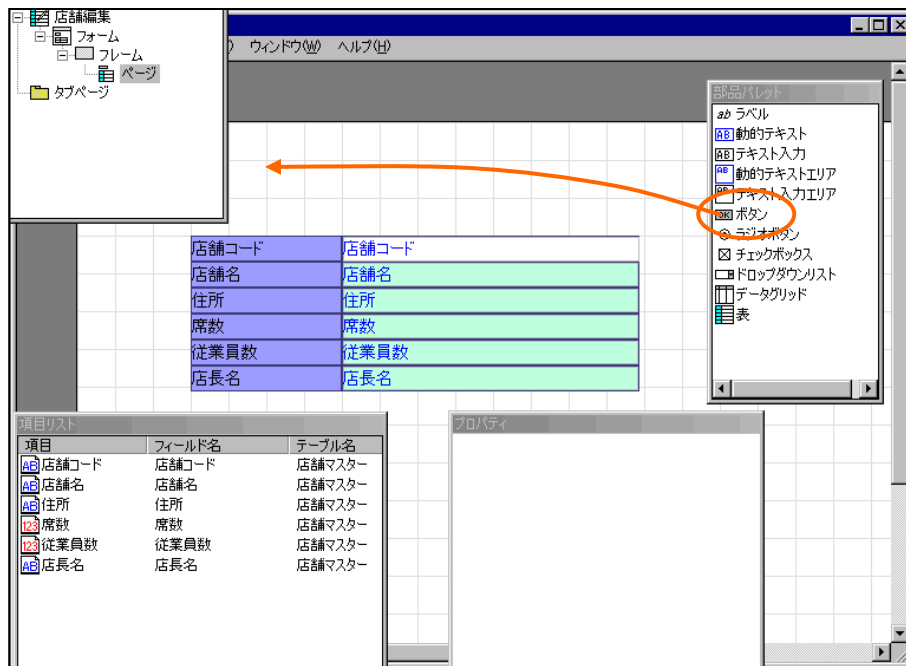 店舗編集
フォーム
フレーム
ページ
タブページ
ウィンドウ(W) ヘルプ(H)
部品パレット
ab ラベル
AB 動的テキスト
AB テキスト入力
AB 動的テキストエリア
AB テキスト入力エリア
OK ボタン
ラジオボタン
チェックボックス
ドロップダウンリスト
データグリッド
表
店舗コード 店舗コード
店舗名 店舗名
住所 住所
席数 席数
従業員数 従業員数
店長名 店長名
項目リスト
項目 フィールド名 テーブル名
AB 店舗コード 店舗コード 店舗マスター
AB 店舗名 店舗名 店舗マスター
AB 住所 住所 店舗マスター
123 席数 席数 店舗マスター
123 従業員数 従業員数 店舗マスター
AB 店長名 店長名 店舗マスター
プロパティ